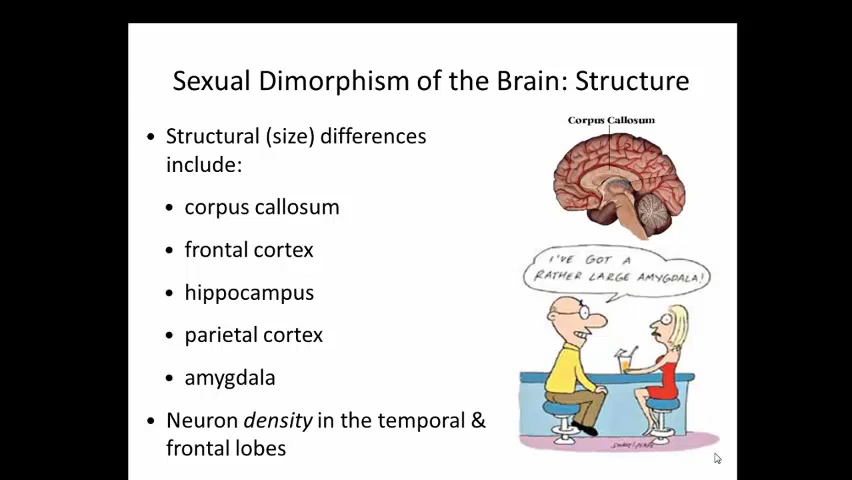 Sexual Dimorphism of the Brain: Structure
• Structural (size) differences
include:
• corpus callosum
• frontal cortex
• hippocampus
• parietal cortex
• amygdala
• Neuron density in the temporal &
frontal lobes
Corpus Callosum
I'VE GOT A
RATHER LARGE AMYGDALA!